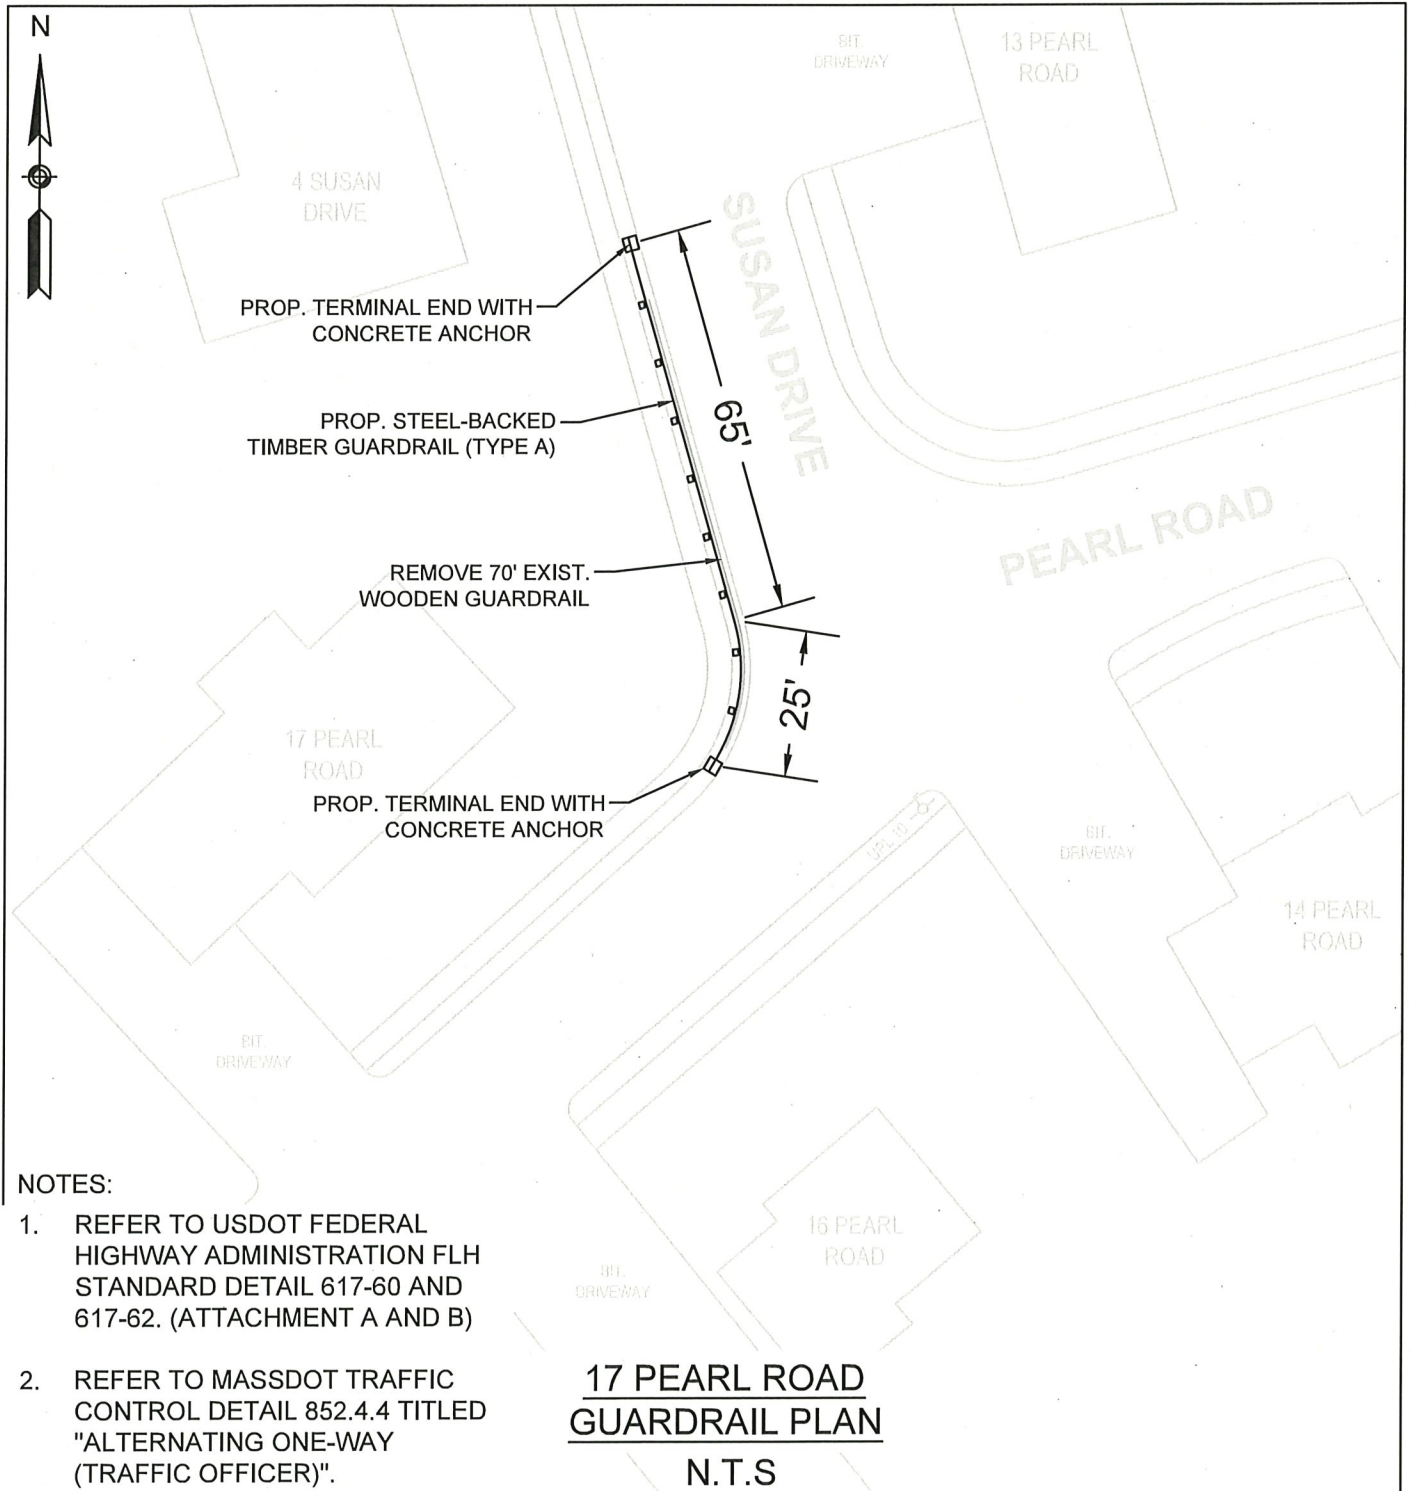 N
BIT.
DRIVEWAY
13 PEARL
ROAD
4 SUSAN
DRIVE
SUSAN DRIVE
PROP. TERMINAL END WITH
CONCRETE ANCHOR
65'
PROP. STEEL-BACKED
TIMBER GUARDRAIL (TYPE A)
PEARL ROAD
REMOVE 70' EXIST.
WOODEN GUARDRAIL
25'
17 PEARL
ROAD
PROP. TERMINAL END WITH
CONCRETE ANCHOR
UPL 10
BIT.
DRIVEWAY
14 PEARL
ROAD
BIT.
DRIVEWAY
16 PEARL
ROAD
BIT.
DRIVEWAY
NOTES:
1. REFER TO USDOT FEDERAL
HIGHWAY ADMINISTRATION FLH
STANDARD DETAIL 617-60 AND
617-62. (ATTACHMENT A AND B)
2. REFER TO MASSDOT TRAFFIC
CONTROL DETAIL 852.4.4 TITLED
"ALTERNATING ONE-WAY
(TRAFFIC OFFICER)".
17 PEARL ROAD
GUARDRAIL PLAN
N.T.S